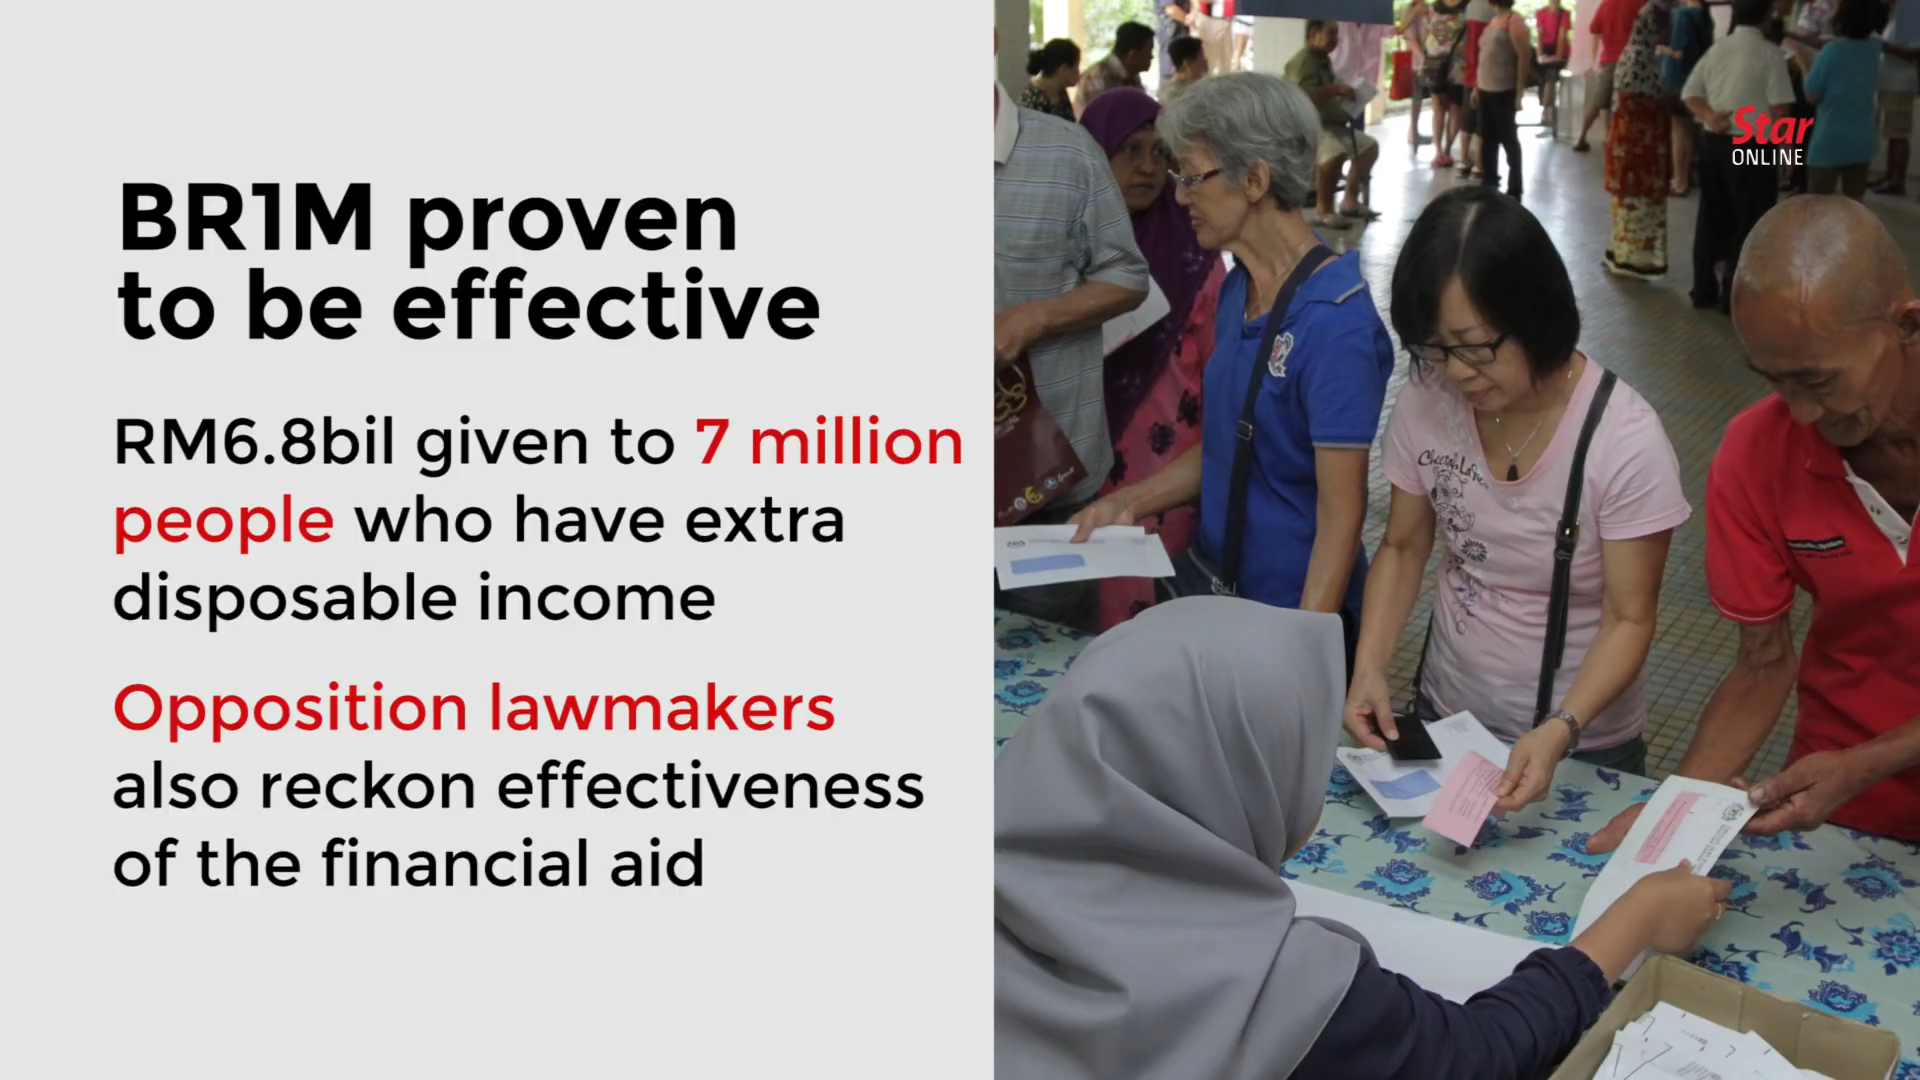 BR1M proven
to be effective
RM6.8bil given to 7 million
people who have extra
disposable income
Opposition lawmakers
also reckon effectiveness
of the financial aid
Star
ONLINE